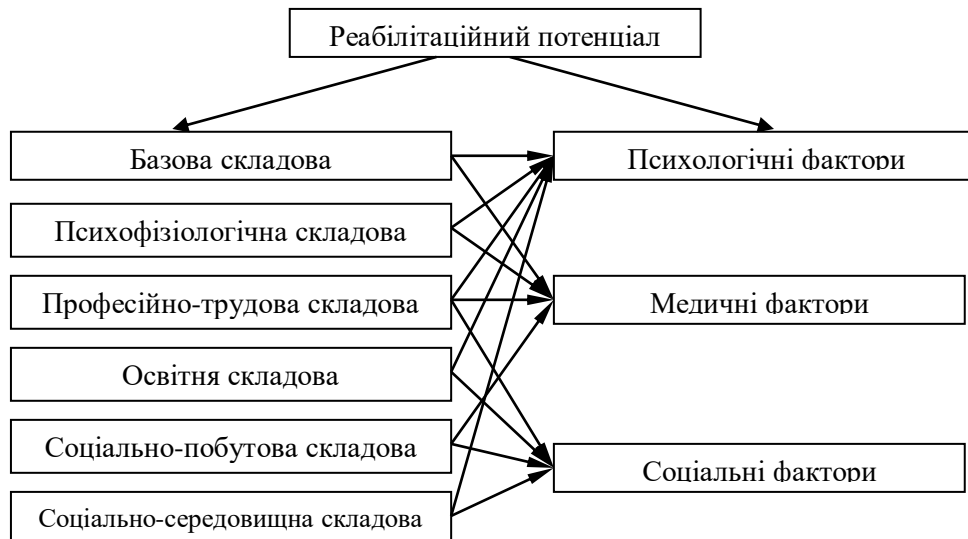 Реабілітаційний потенціал
Базова складова
Психологічні фактори
Психофізіологічна складова
Професійно-трудова складова
Медичні фактори
Освітня складова
Соціально-побутова складова
Соціальні фактори
Соціально-середовищна складова